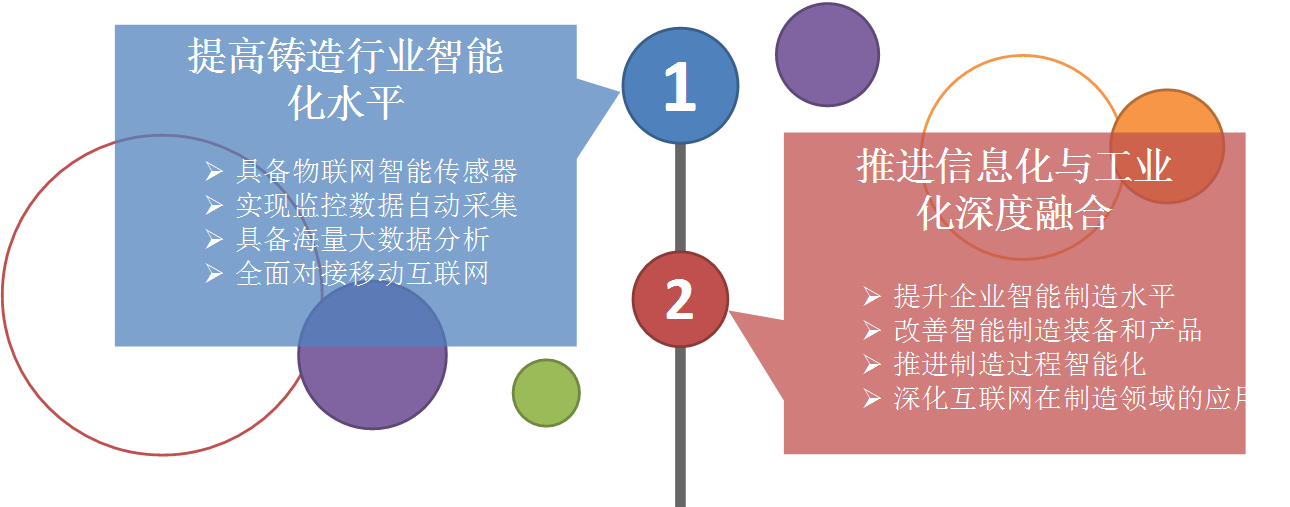 提高铸造行业智能
化水平
➢ 具备物联网智能传感器
➢ 实现监控数据自动采集
➢ 具备海量大数据分析
➢ 全面对接移动互联网
1
2
推进信息化与工业
化深度融合
➢ 提升企业智能制造水平
➢ 改善智能制造装备和产品
➢ 推进制造过程智能化
➢ 深化互联网在制造领域的应用